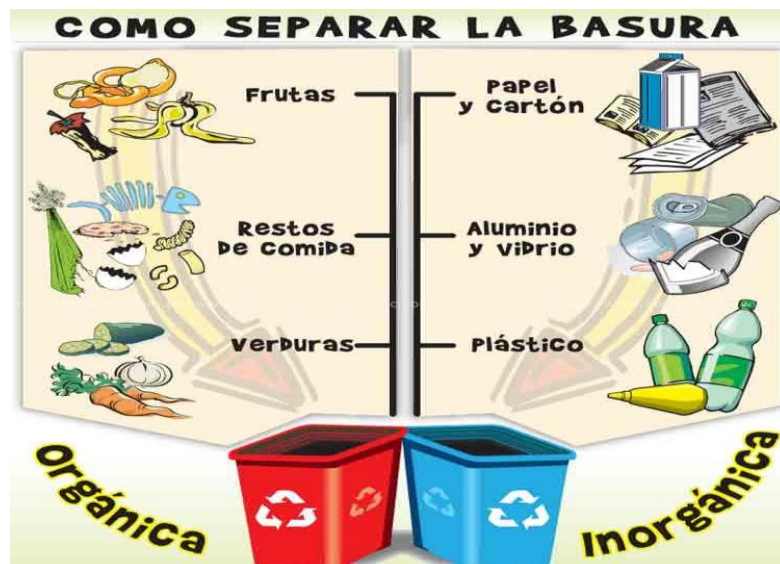 COMO SEPARAR LA BASURA
Frutas
Restos
de comida
Verduras
Papel
y cartón
Aluminio
y vidrio
Plástico
Orgánica
Inorgánica